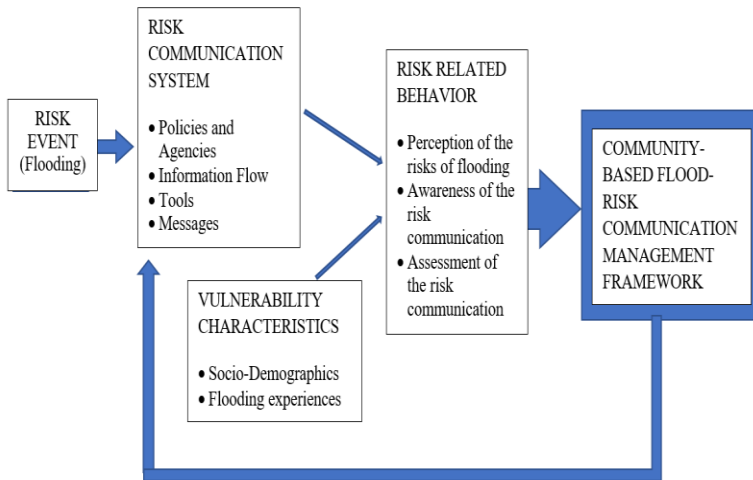 RISK
EVENT
(Flooding)
RISK
COMMUNICATION
SYSTEM
• Policies and
Agencies
• Information Flow
• Tools
• Messages
VULNERABILITY
CHARACTERISTICS
• Socio-Demographics
• Flooding experiences
RISK RELATED
BEHAVIOR
• Perception of the
risks of flooding
• Awareness of the
risk
communication
• Assessment of
the risk
communication
COMMUNITY-
BASED FLOOD-
RISK
COMMUNICATION
MANAGEMENT
FRAMEWORK